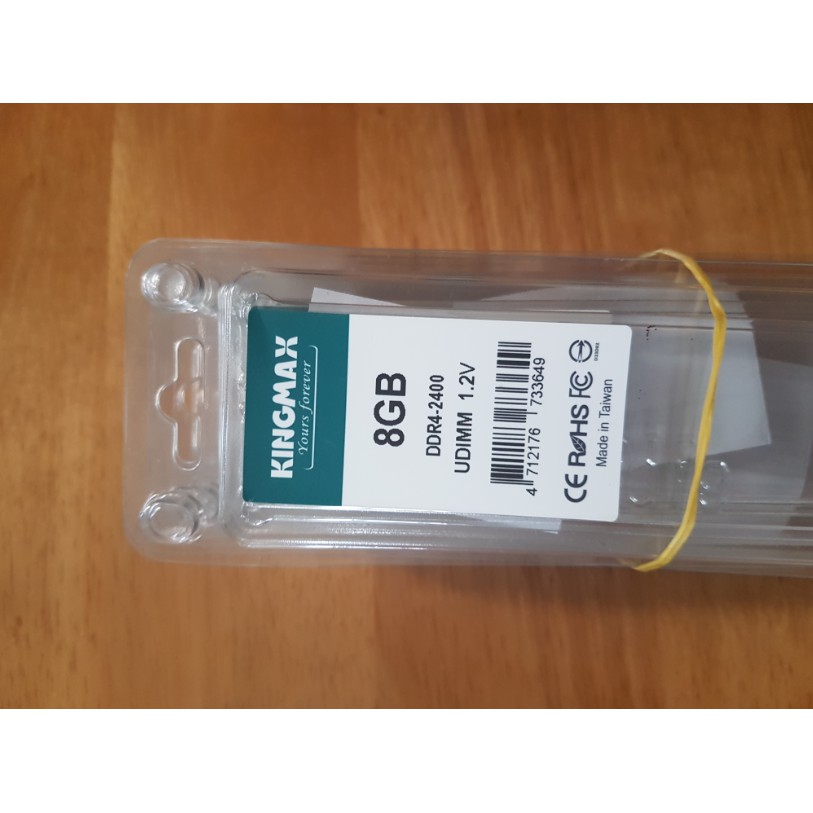 KINGMAX
Yours forever
8GB
DDR4-2400
UDIMM 1.2V
4 712176 733649
CE RoHS FC
Made in Taiwan